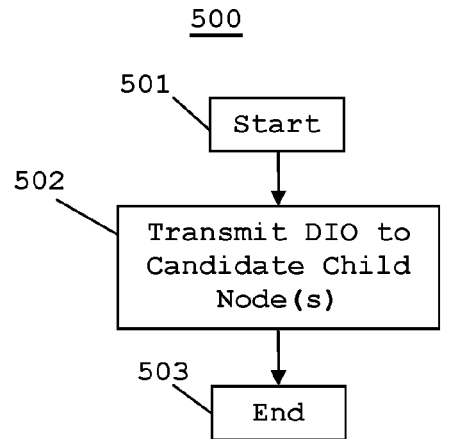 500
501
Start
502
Transmit DIO to
Candidate Child
Node(s)
503
End